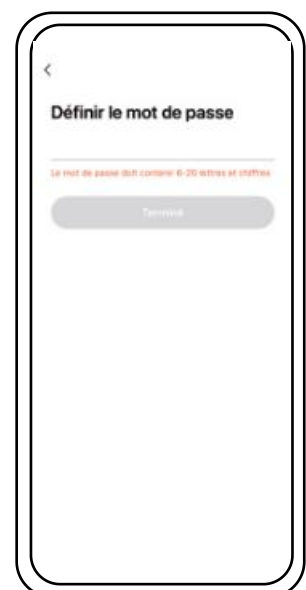 Définir le mot de passe
Le mot de passe doit contenir 6-20 lettres et chiffres
Terminé